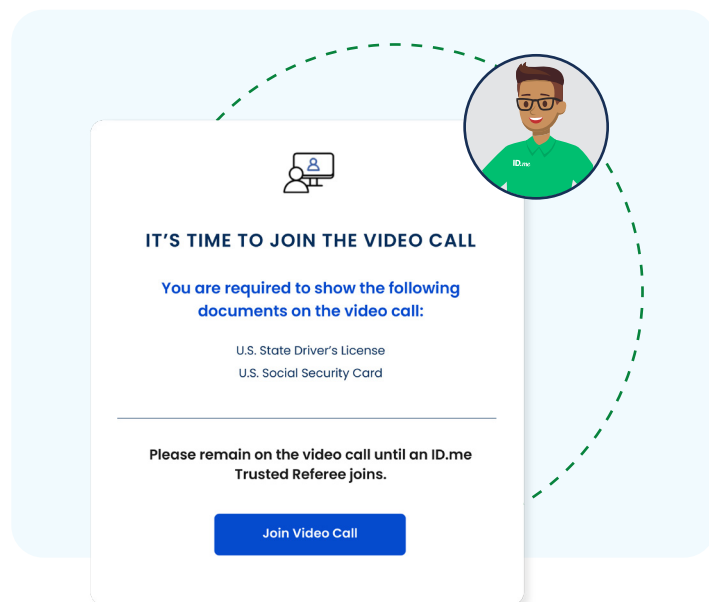 ID.me
IT'S TIME TO JOIN THE VIDEO CALL
You are required to show the following
documents on the video call:
U.S. State Driver's License
U.S. Social Security Card
Please remain on the video call until an ID.me
Trusted Referee joins.
Join Video Call